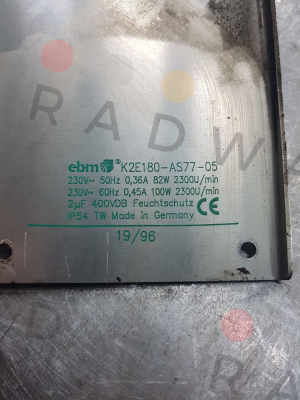 RADW
ebm ® K2E180-AS77-05
230V~ 50Hz 0,36A 82W 2300U/min
230V~ 60Hz 0,45A 100W 2300U/min
2µF 400VDB Feuchtschutz CE
IP54 TW Made in Germany
19/96